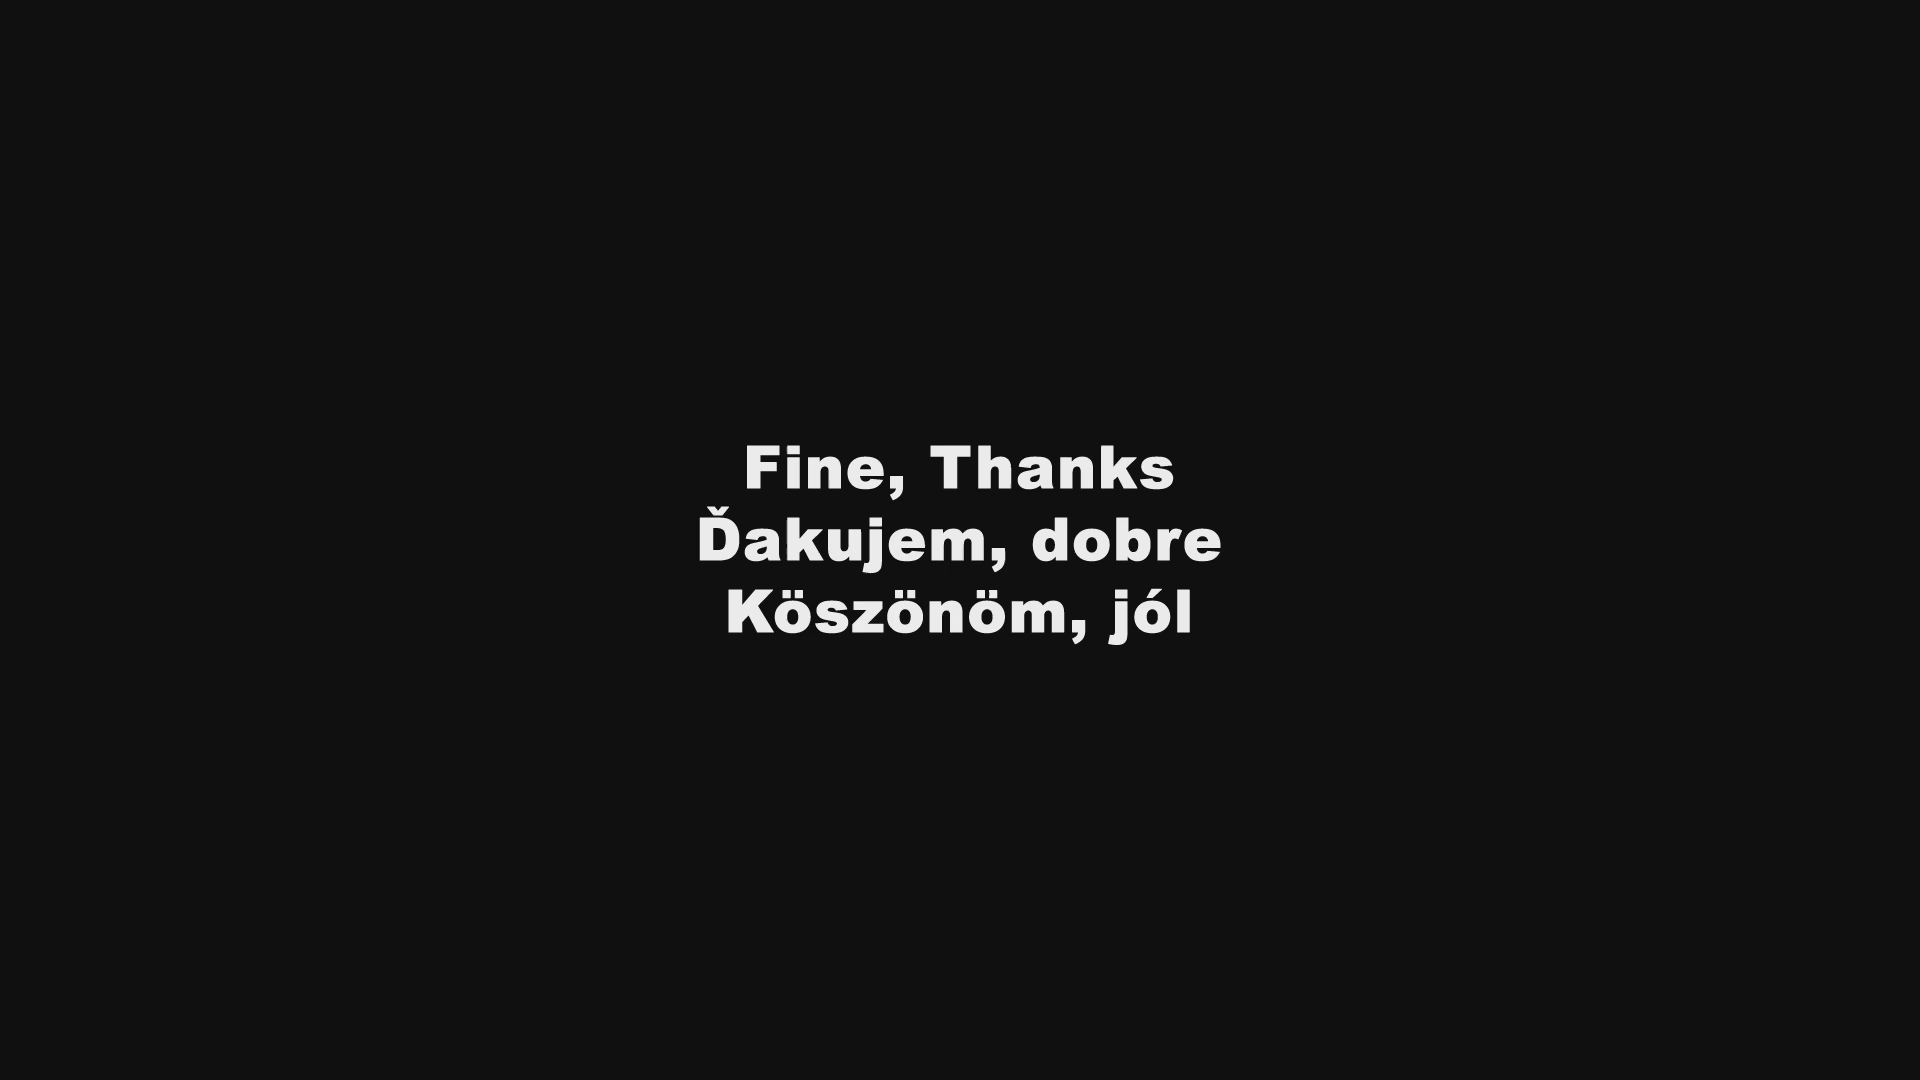 Fine, Thanks
Ďakujem, dobre
Köszönöm, jól